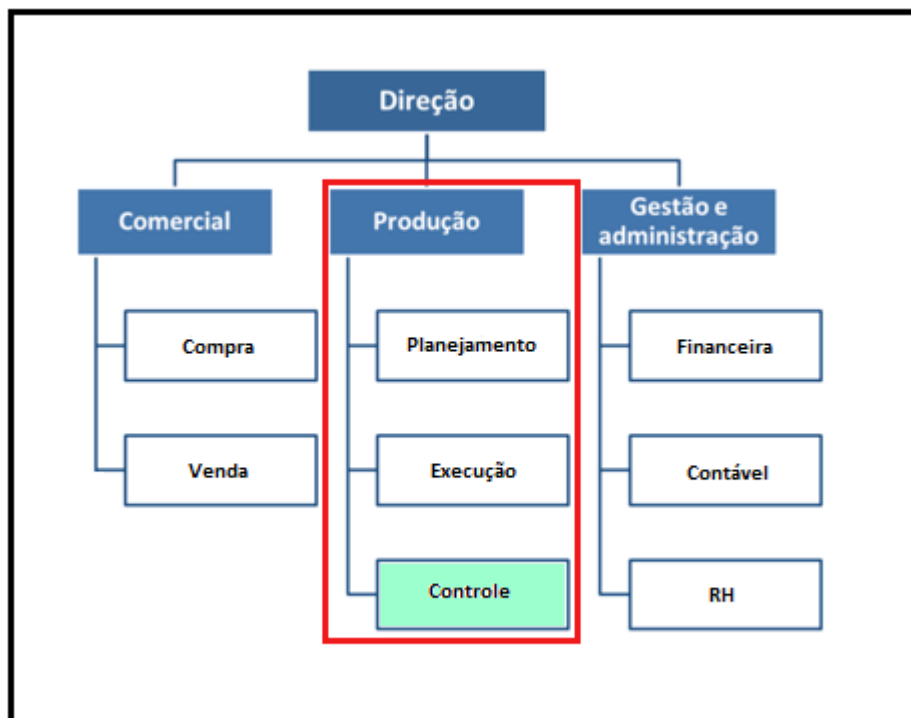 Direção
Comercial
Produção
Gestão e
administração
Compra
Planejamento
Financeira
Venda
Execução
Contável
Controle
RH